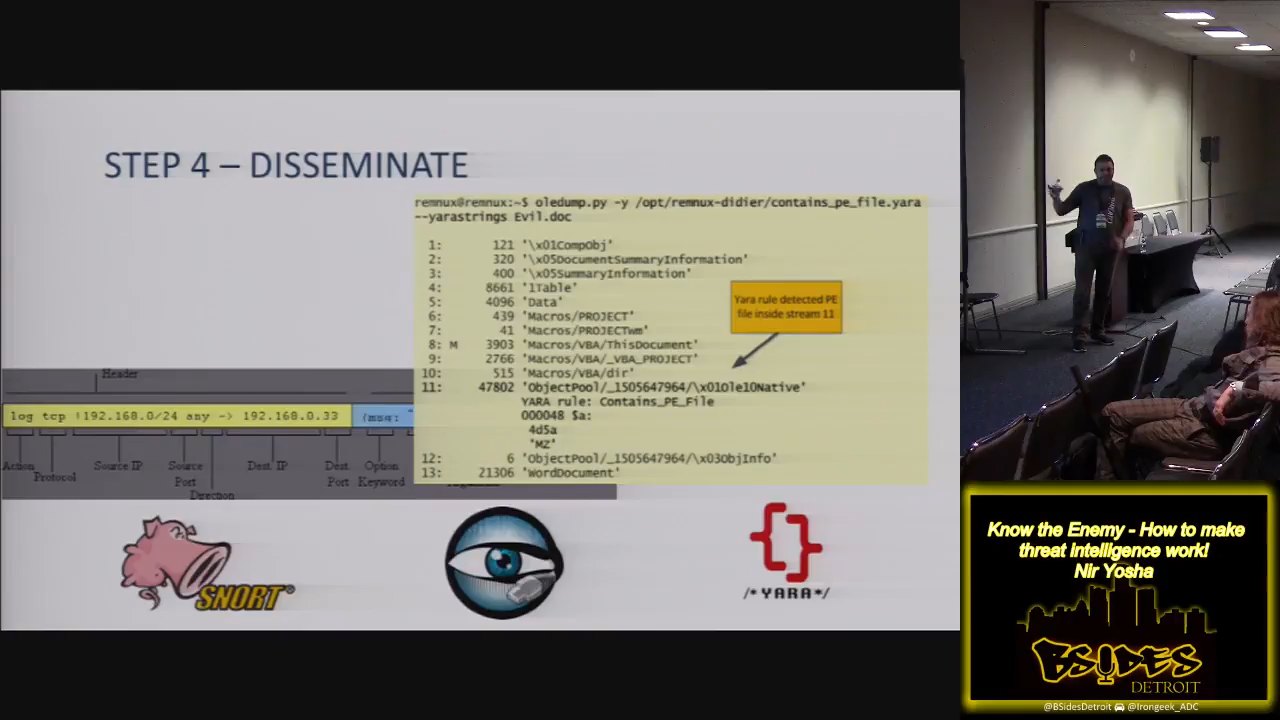 STEP 4 – DISSEMINATE
remnux@remnux:~$ oledump.py -y /opt/remnux-didier/contains_pe_file.yara
--yarastrings Evil.doc
1: 121 '\x01CompObj'
2: 320 '\x05DocumentSummaryInformation'
3: 400 '\x05SummaryInformation'
4: 8661 '1Table'
5: 4096 'Data'
6: 439 'Macros/PROJECT'
7: 41 'Macros/PROJECTwm'
8: M 3903 'Macros/VBA/ThisDocument'
9: 2766 'Macros/VBA/_VBA_PROJECT'
10: 515 'Macros/VBA/dir'
11: 47802 'ObjectPool/_1505647964/\x01Ole10Native'
YARA rule: Contains_PE_File
000048 $a:
4d5a
'MZ'
12: 6 'ObjectPool/_1505647964/\x03ObjInfo'
13: 21306 'WordDocument'
Yara rule detected PE
file inside stream 11
Header
log tcp !192.168.0/24 any -> 192.168.0.33 (msg: "
Action Protocol Source IP Source Port Direction Dest. IP Dest. Port Option Keyword
SNORT®
/*YARA*/
Know the Enemy - How to make
threat intelligence work!
Nir Yosha
BSIDES
DETROIT
@BSidesDetroit @Irongeek_ADC